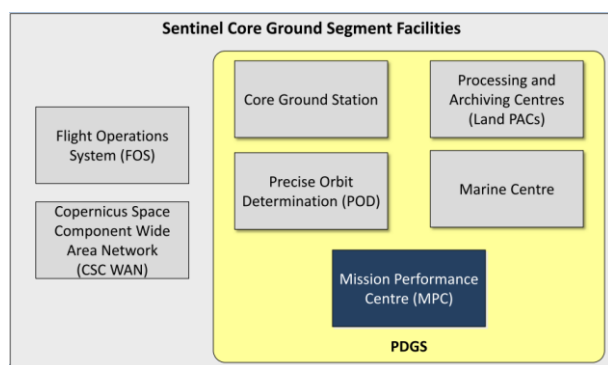 Sentinel Core Ground Segment Facilities
Core Ground Station
Processing and
Archiving Centres
(Land PACs)
Flight Operations
System (FOS)
Precise Orbit
Determination (POD)
Marine Centre
Copernicus Space
Component Wide
Area Network
(CSC WAN)
Mission Performance
Centre (MPC)
PDGS